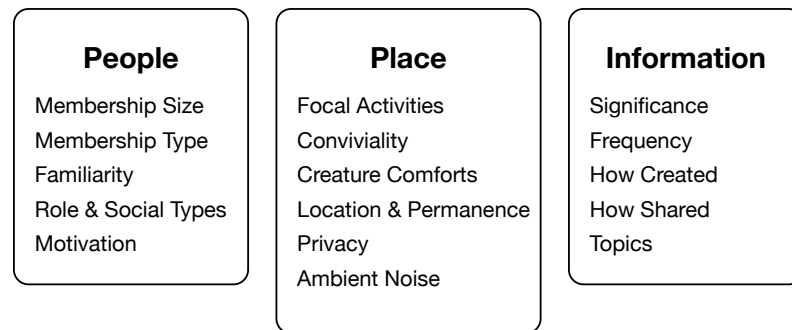 People
Membership Size
Membership Type
Familiarity
Role & Social Types
Motivation
Place
Focal Activities
Conviviality
Creature Comforts
Location & Permanence
Privacy
Ambient Noise
Information
Significance
Frequency
How Created
How Shared
Topics